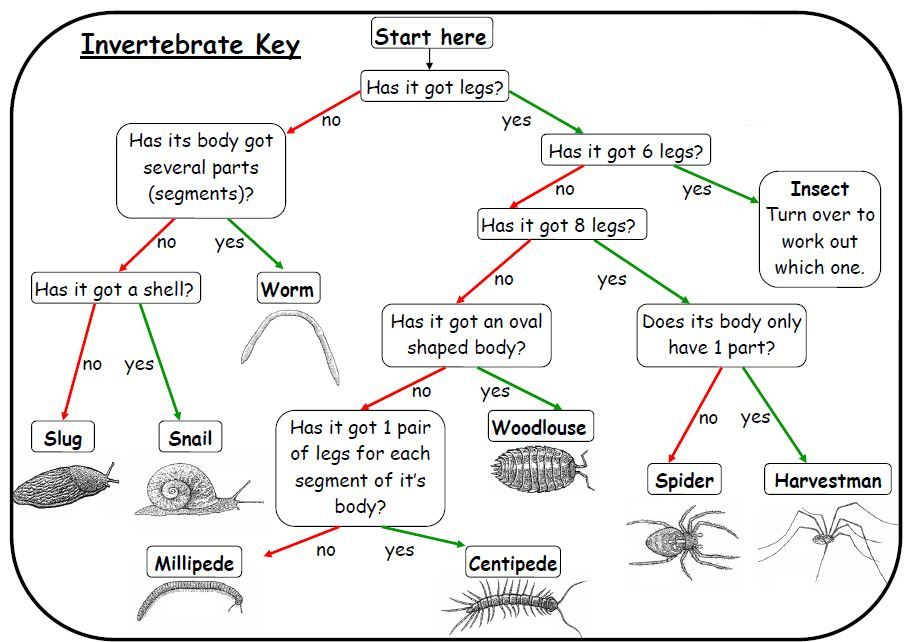 Invertebrate Key
Start here
Has it got legs?
no
yes
Has its body got
several parts
(segments)?
Has it got 6 legs?
no
yes
Insect
Turn over to
work out
which one.
Has it got 8 legs?
no
yes
no
yes
Has it got a shell?
Worm
Has it got an oval
shaped body?
Does its body only
have 1 part?
no
yes
no
yes
no
yes
Slug
Snail
Has it got 1 pair
of legs for each
segment of it's
body?
Woodlouse
Spider
Harvestman
no
yes
Millipede
Centipede